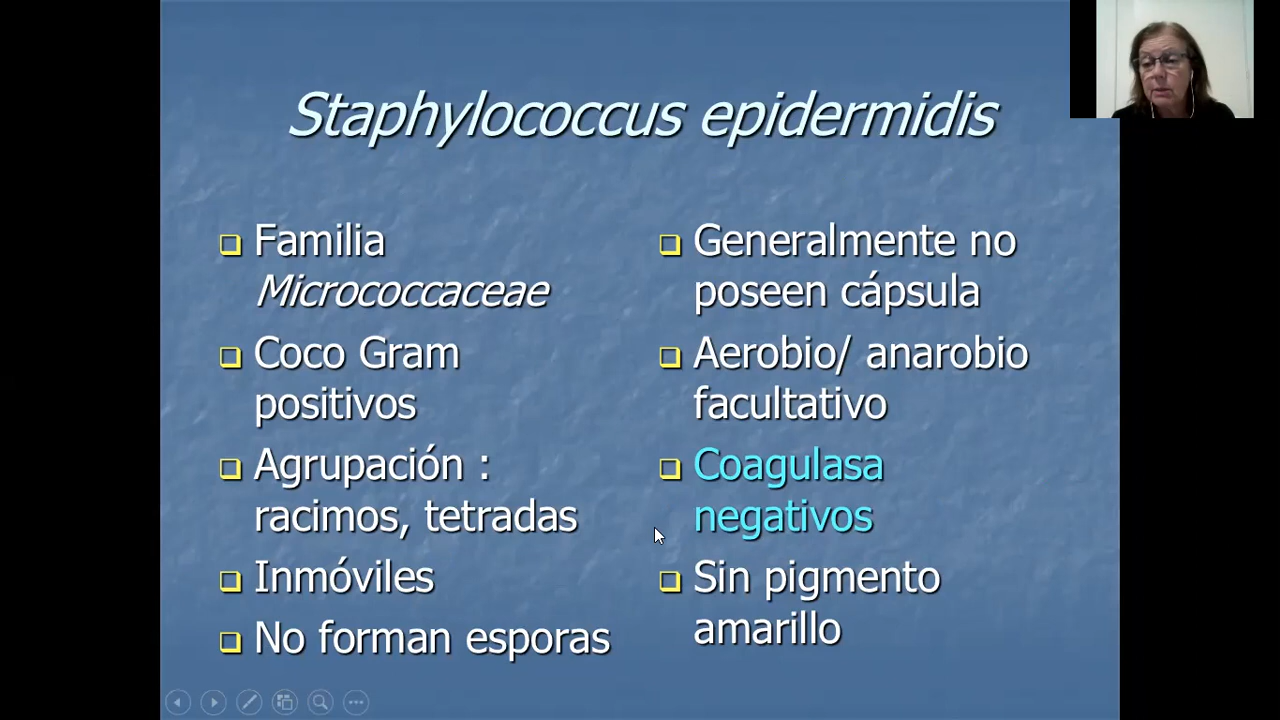 Staphylococcus epidermidis
Familia
Micrococcaceae
Coco Gram
positivos
Agrupación :
racimos, tetradas
Inmóviles
No forman esporas
Generalmente no
poseen cápsula
Aerobio/ anarobio
facultativo
Coagulasa
negativos
Sin pigmento
amarillo